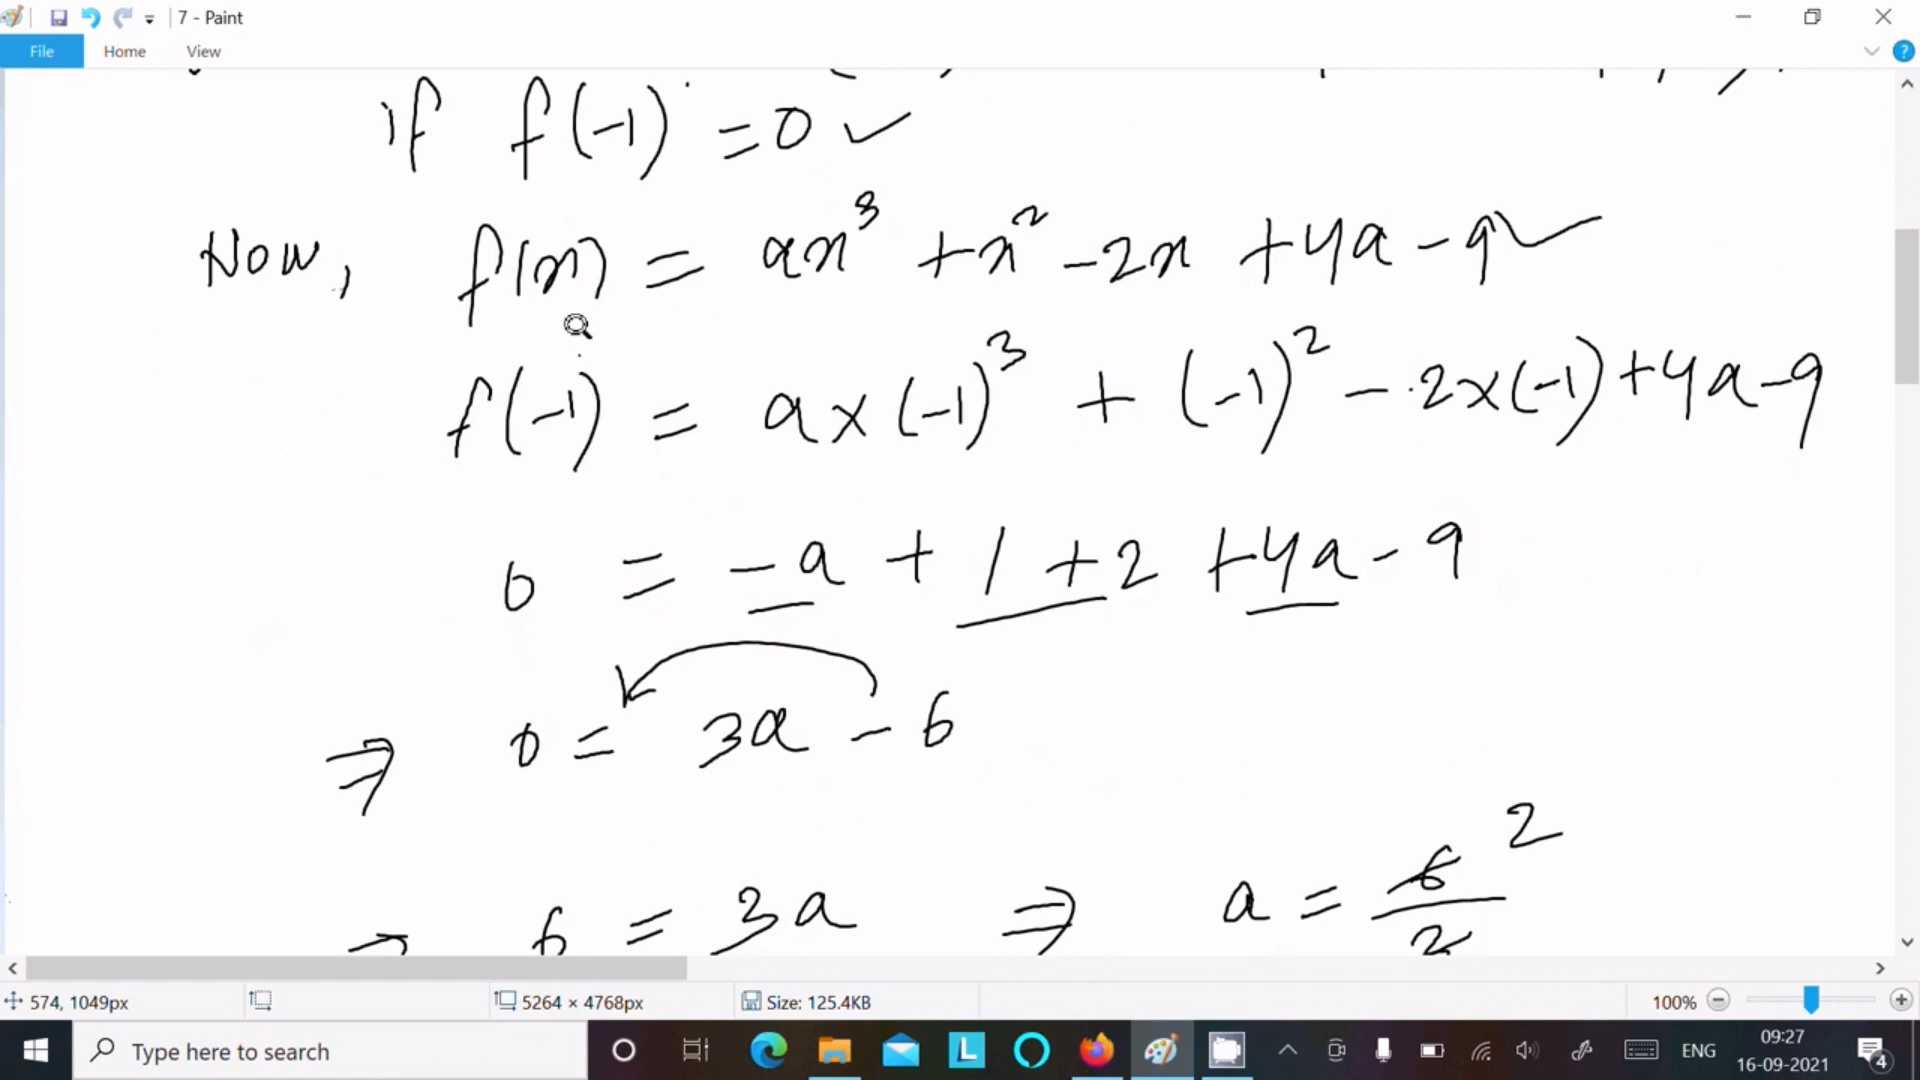 7 - Paint
File Home View
if f(-1) = 0 ✓
Now, f(x) = ax³ + x² - 2x + 4a - 9 ✓
f(-1) = a × (-1)³ + (-1)² - 2 × (-1) + 4a - 9
0 = -a + 1 + 2 + 4a - 9
⇒ 0 = 3a - 6
6 = 3a ⇒ a = 6/3 2
574, 1049px 5264 × 4768px Size: 125.4KB 100%
Type here to search L ENG 09:27
16-09-2021 4